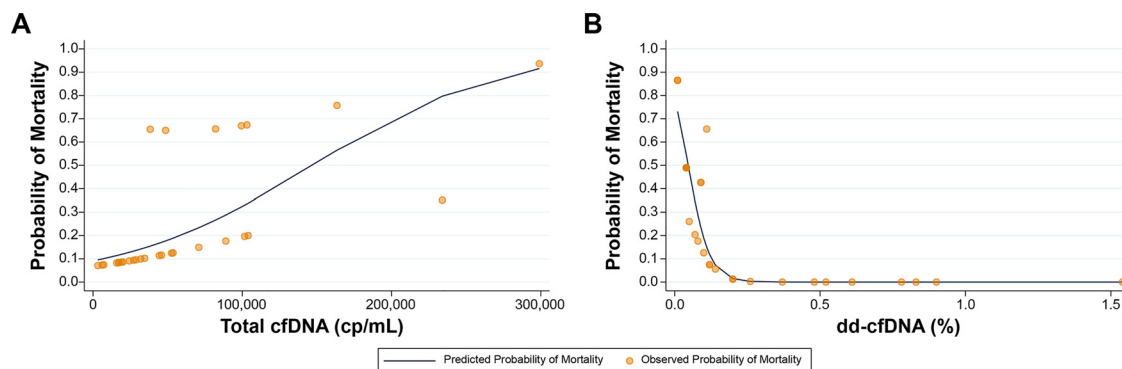 A
Probability of Mortality
1.0
0.9
0.8
0.7
0.6
0.5
0.4
0.3
0.2
0.1
0.0
0 100,000 200,000 300,000
Total cfDNA (cp/mL)
B
Probability of Mortality
1.0
0.9
0.8
0.7
0.6
0.5
0.4
0.3
0.2
0.1
0.0
0.0 0.5 1.0 1.5
dd-cfDNA (%)
Predicted Probability of Mortality Observed Probability of Mortality